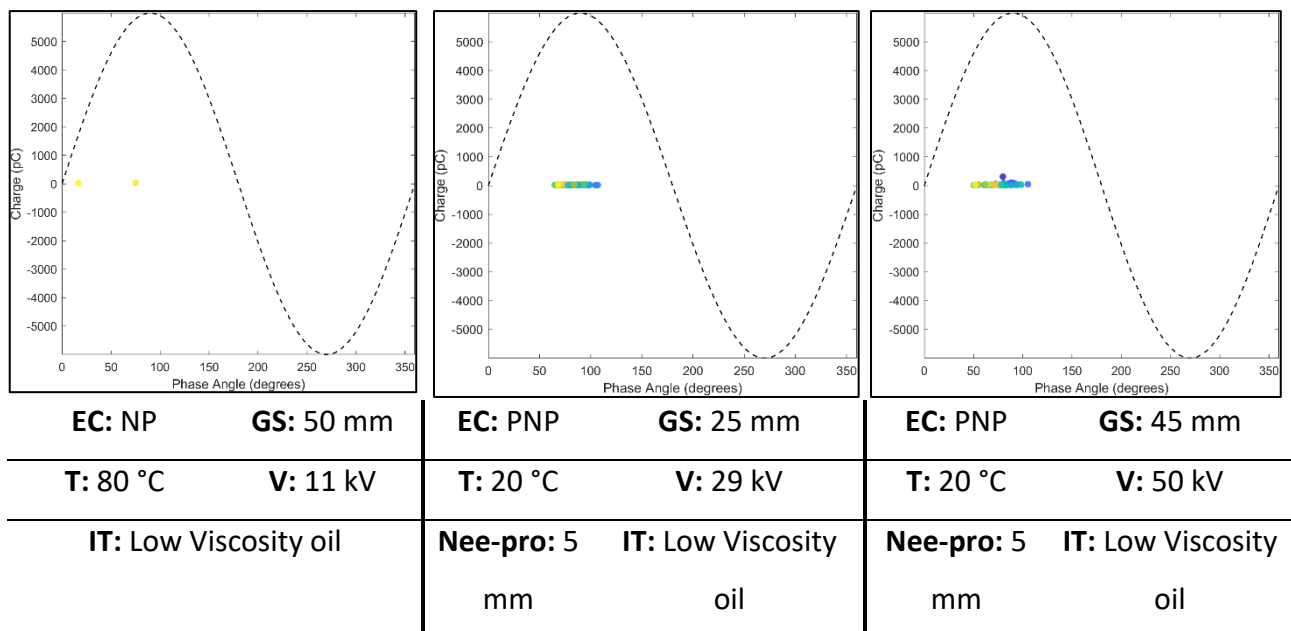 5000
4000
3000
2000
1000
0
-1000
-2000
-3000
-4000
-5000
Charge (pC)
0 50 100 150 200 250 300 350
Phase Angle (degrees)
5000
4000
3000
2000
1000
0
-1000
-2000
-3000
-4000
-5000
Charge (pC)
0 50 100 150 200 250 300 350
Phase Angle (degrees)
5000
4000
3000
2000
1000
0
-1000
-2000
-3000
-4000
-5000
Charge (pC)
0 50 100 150 200 250 300 350
Phase Angle (degrees)
EC: NP GS: 50 mm EC: PNP GS: 25 mm EC: PNP GS: 45 mm
T: 80 °C V: 11 kV T: 20 °C V: 29 kV T: 20 °C V: 50 kV
IT: Low Viscosity oil Nee-pro: 5 IT: Low Viscosity Nee-pro: 5 IT: Low Viscosity
mm oil mm oil